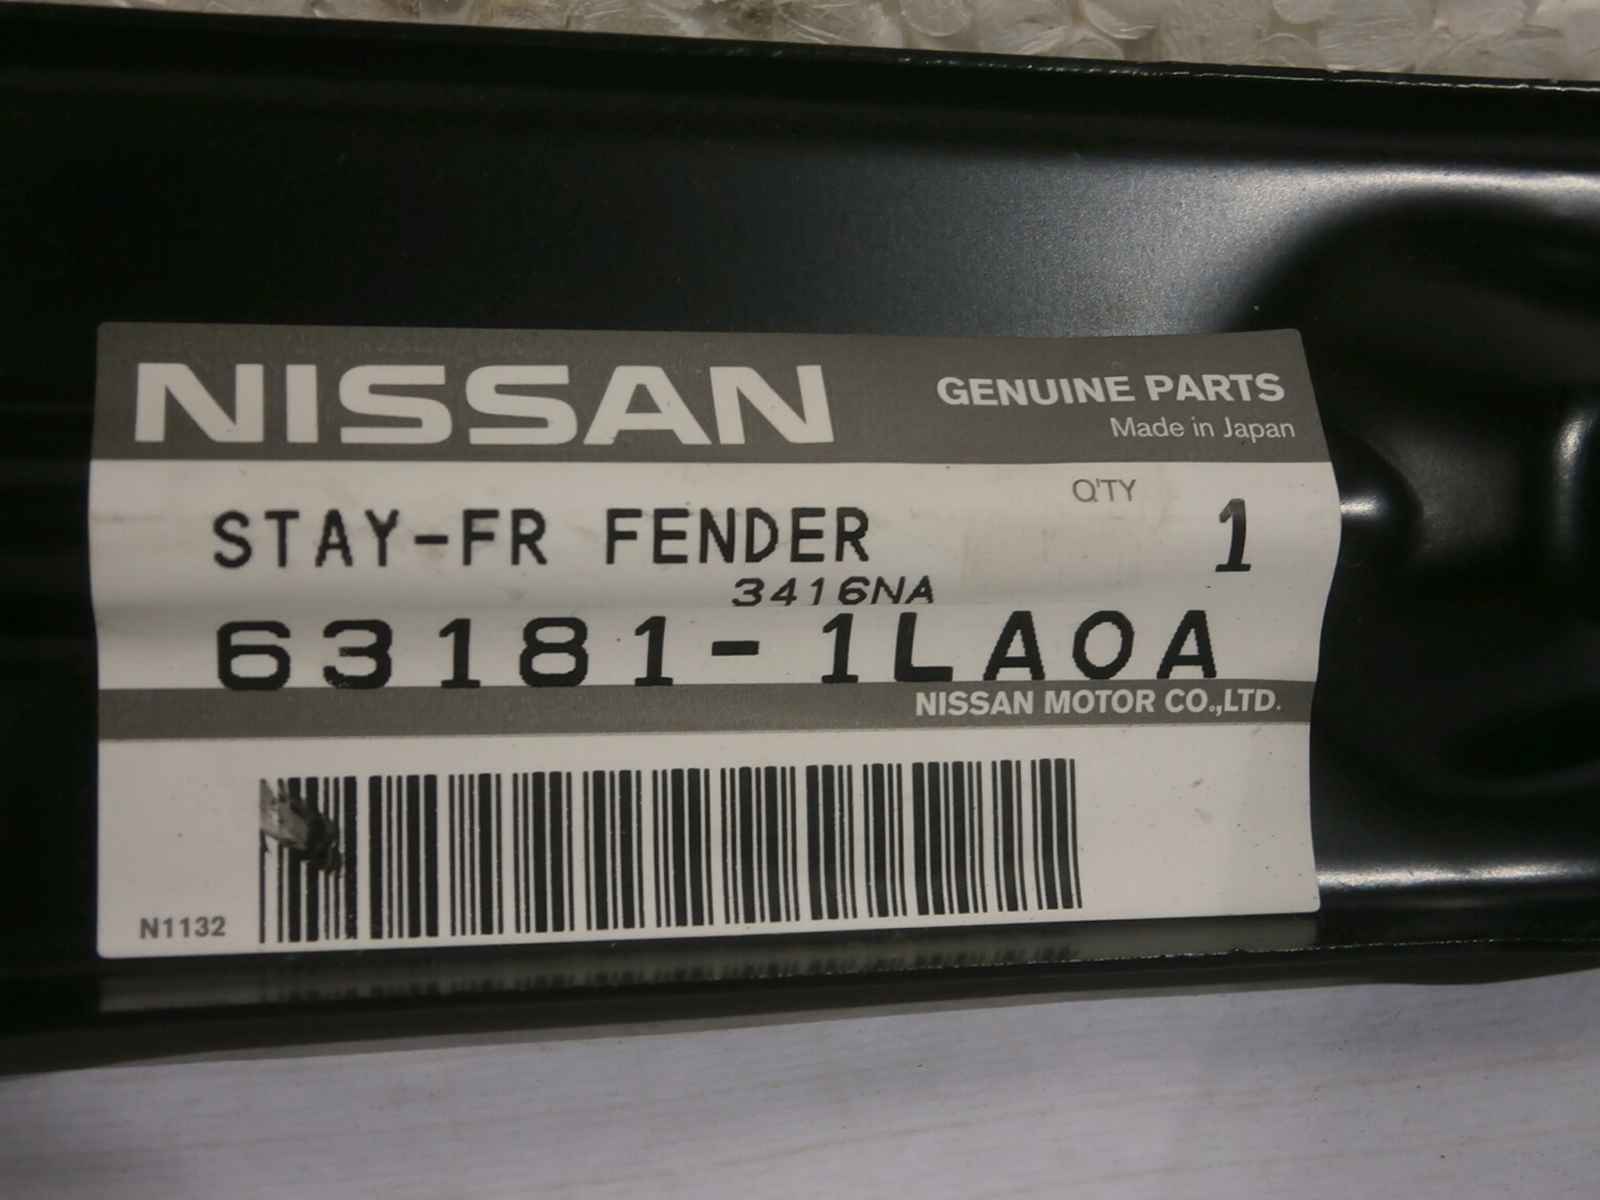 NISSAN
GENUINE PARTS
Made in Japan
Q'TY
STAY-FR FENDER 1
3416NA
63181-1LA0A
NISSAN MOTOR CO.,LTD.
N1132